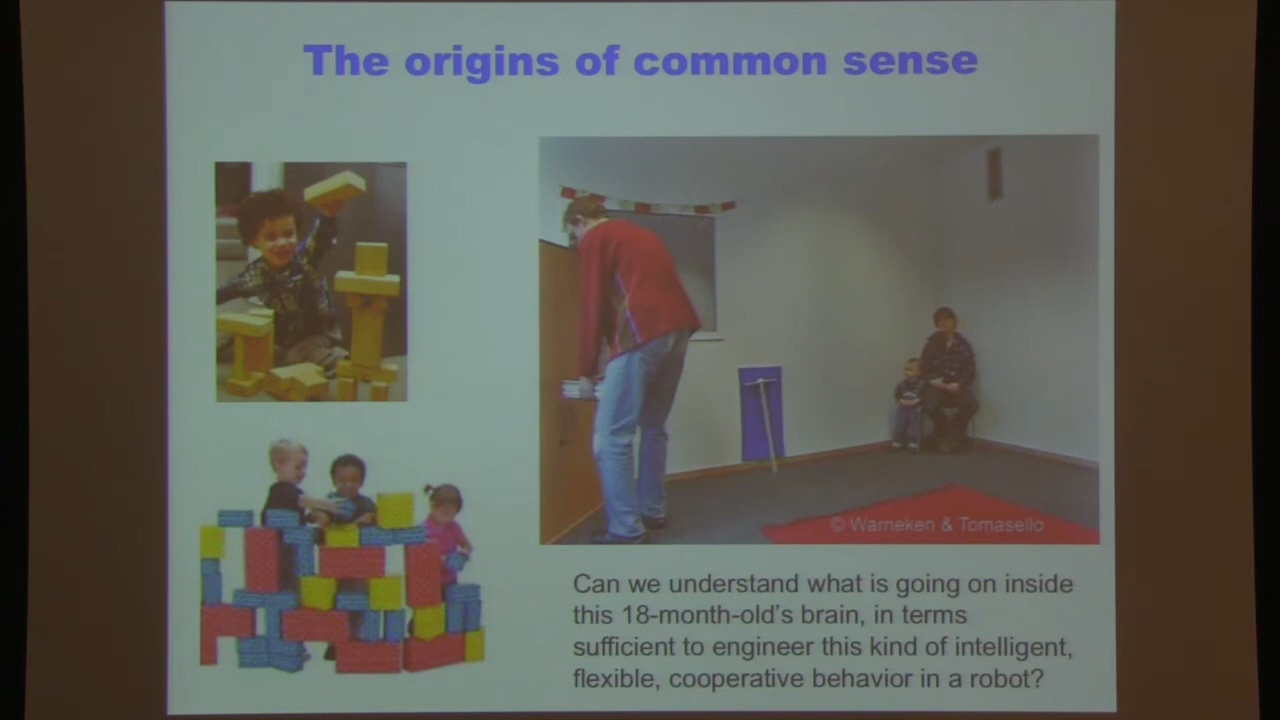 The origins of common sense
© Warneken & Tomasello
Can we understand what is going on inside
this 18-month-old's brain, in terms
sufficient to engineer this kind of intelligent,
flexible, cooperative behavior in a robot?